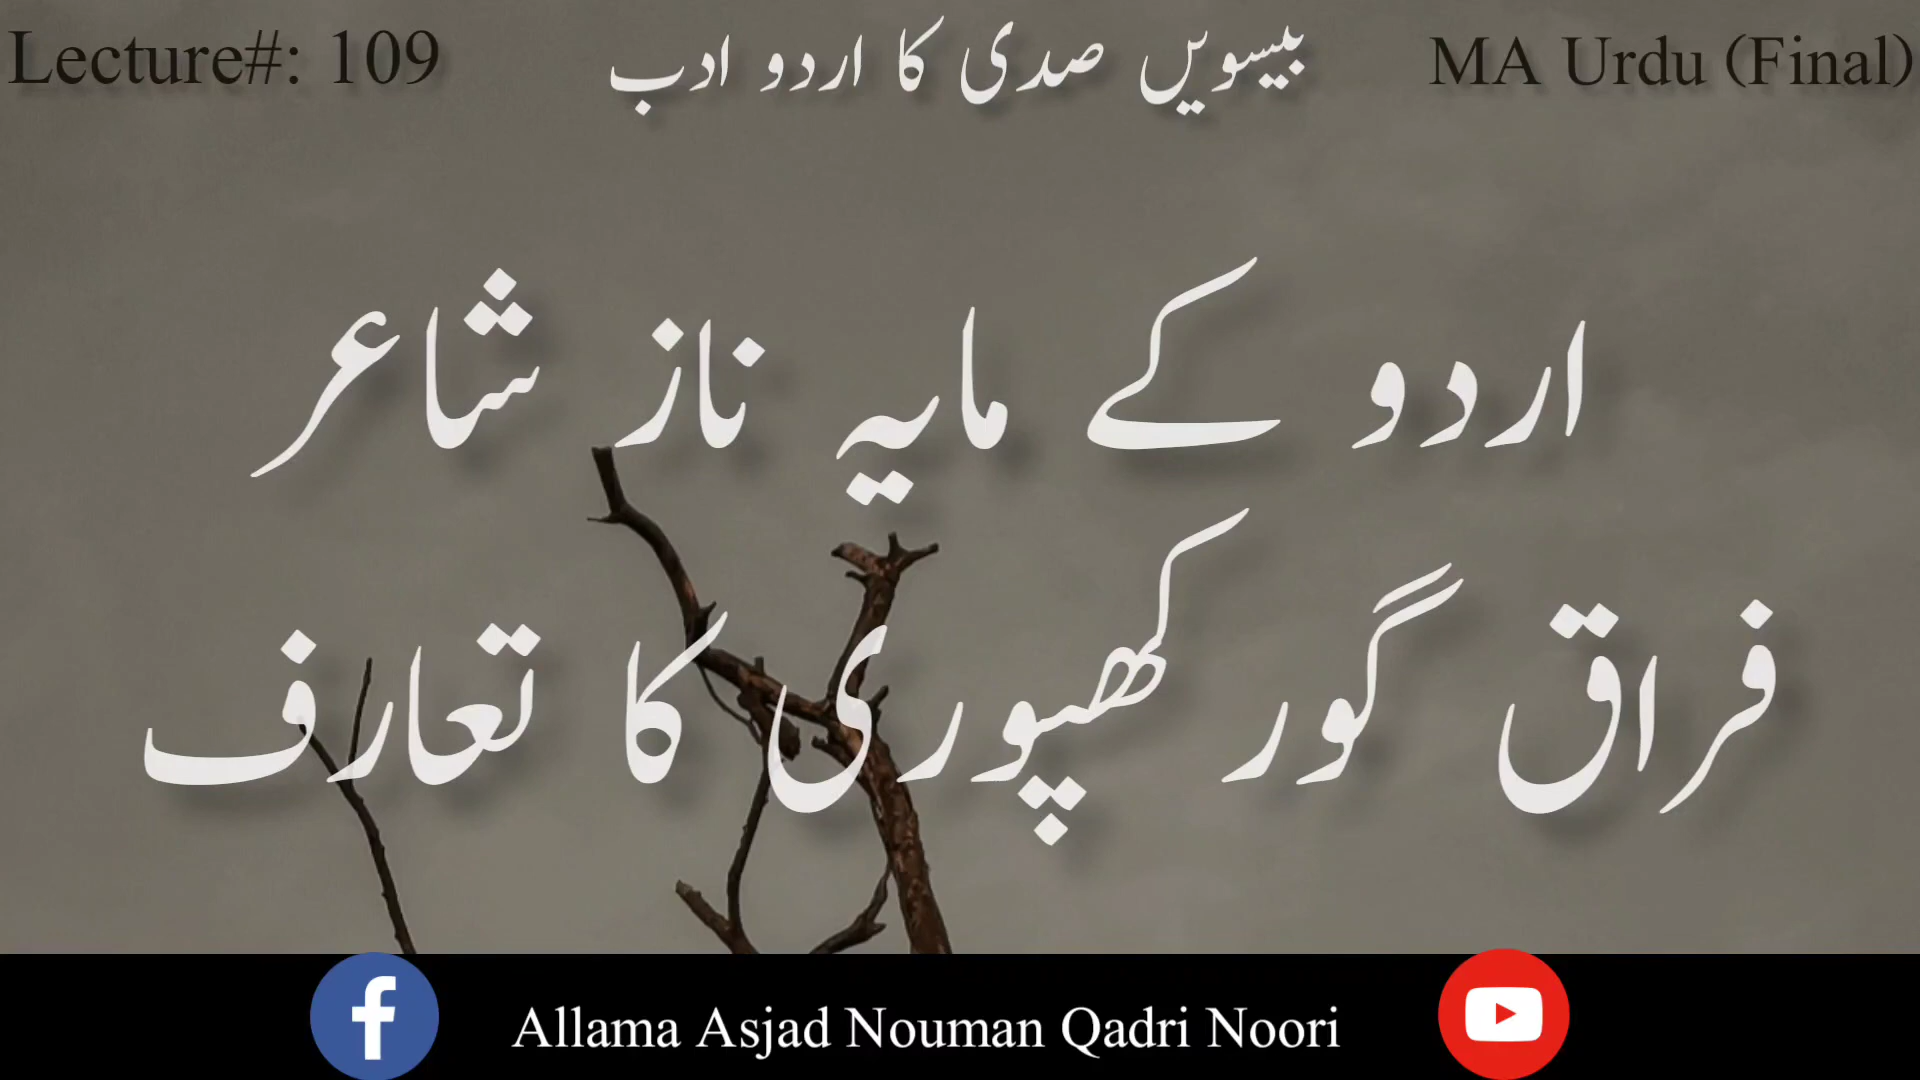 Lecture#: 109
بیسویں صدی کا اردو ادب
MA Urdu (Final)
اردو کے مایہ ناز شاعر
فراق گورکھپوری کا تعارف
Allama Asjad Nouman Qadri Noori